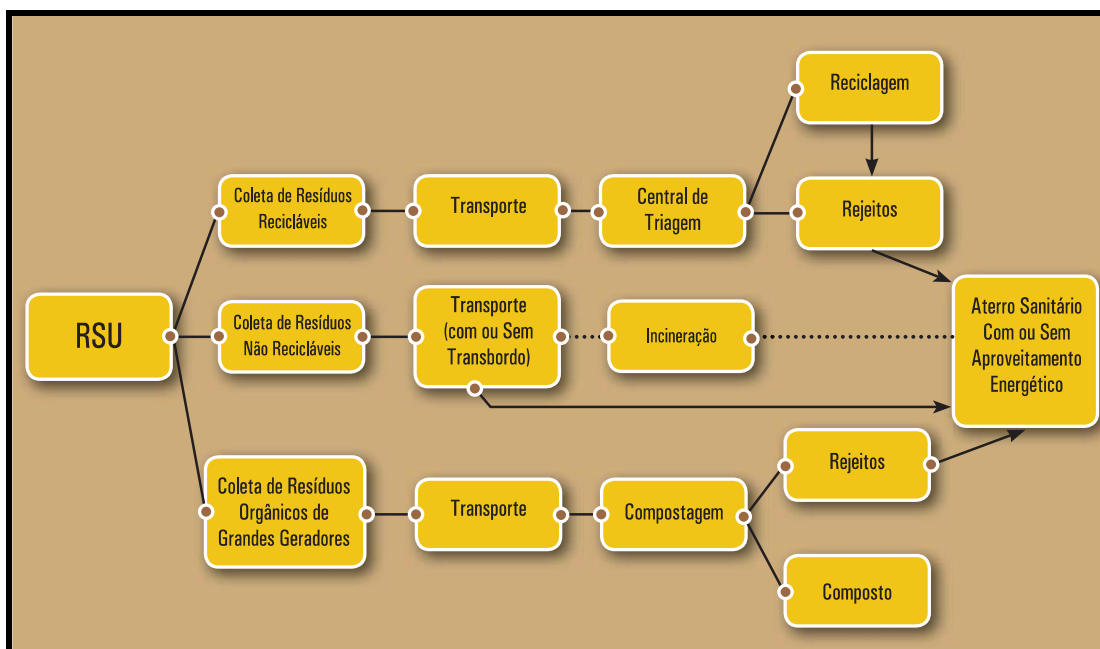 RSU
Coleta de Resíduos
Recicláveis
Transporte
Central de
Triagem
Reciclagem
Rejeitos
Coleta de Resíduos
Não Recicláveis
Transporte
(com ou Sem
Transbordo)
Incineração
Aterro Sanitário
Com ou Sem
Aproveitamento
Energético
Coleta de Resíduos
Orgânicos de
Grandes Geradores
Transporte
Compostagem
Rejeitos
Composto